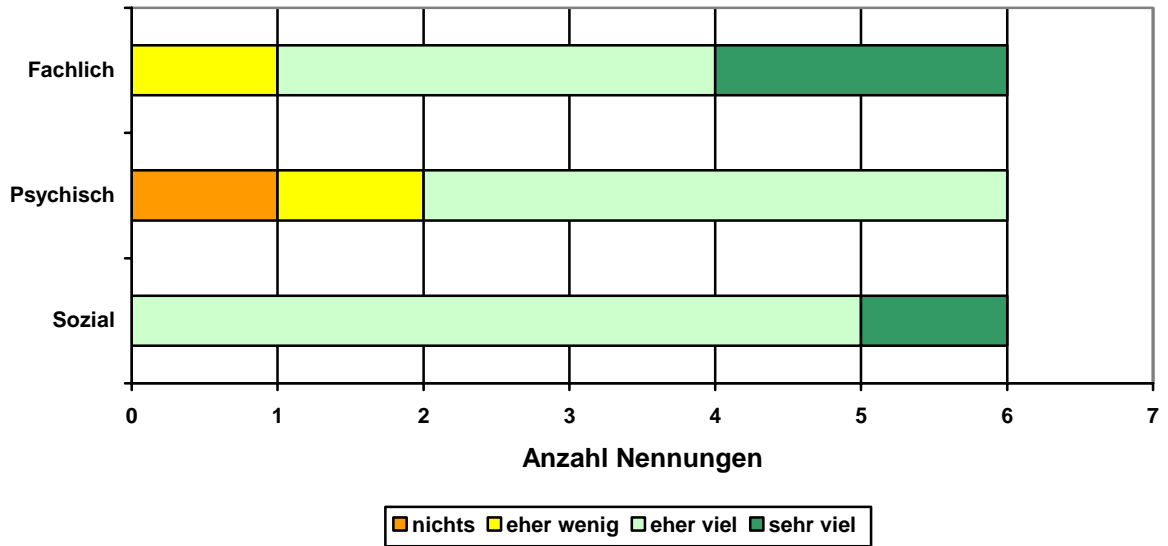 Fachlich
Psychisch
Sozial
0 1 2 3 4 5 6 7
Anzahl Nennungen
nichts eher wenig eher viel sehr viel